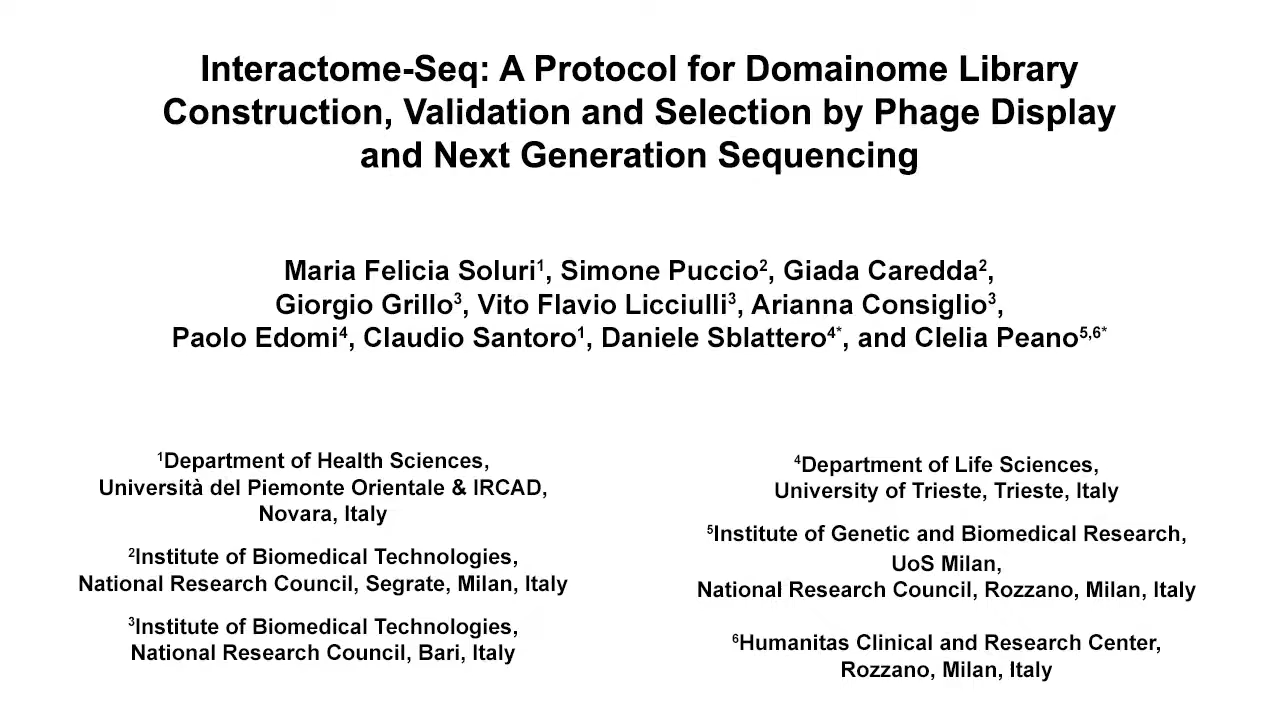 Interactome-Seq: A Protocol for Domainome Library
Construction, Validation and Selection by Phage Display
and Next Generation Sequencing
Maria Felicia Soluri¹, Simone Puccio², Giada Caredda²,
Giorgio Grillo³, Vito Flavio Licciulli³, Arianna Consiglio³,
Paolo Edomi⁴, Claudio Santoro¹, Daniele Sblattero⁴*, and Clelia Peano⁵,⁶*
¹Department of Health Sciences,
Università del Piemonte Orientale & IRCAD,
Novara, Italy
²Institute of Biomedical Technologies,
National Research Council, Segrate, Milan, Italy
³Institute of Biomedical Technologies,
National Research Council, Bari, Italy
⁴Department of Life Sciences,
University of Trieste, Trieste, Italy
⁵Institute of Genetic and Biomedical Research,
UoS Milan,
National Research Council, Rozzano, Milan, Italy
⁶Humanitas Clinical and Research Center,
Rozzano, Milan, Italy